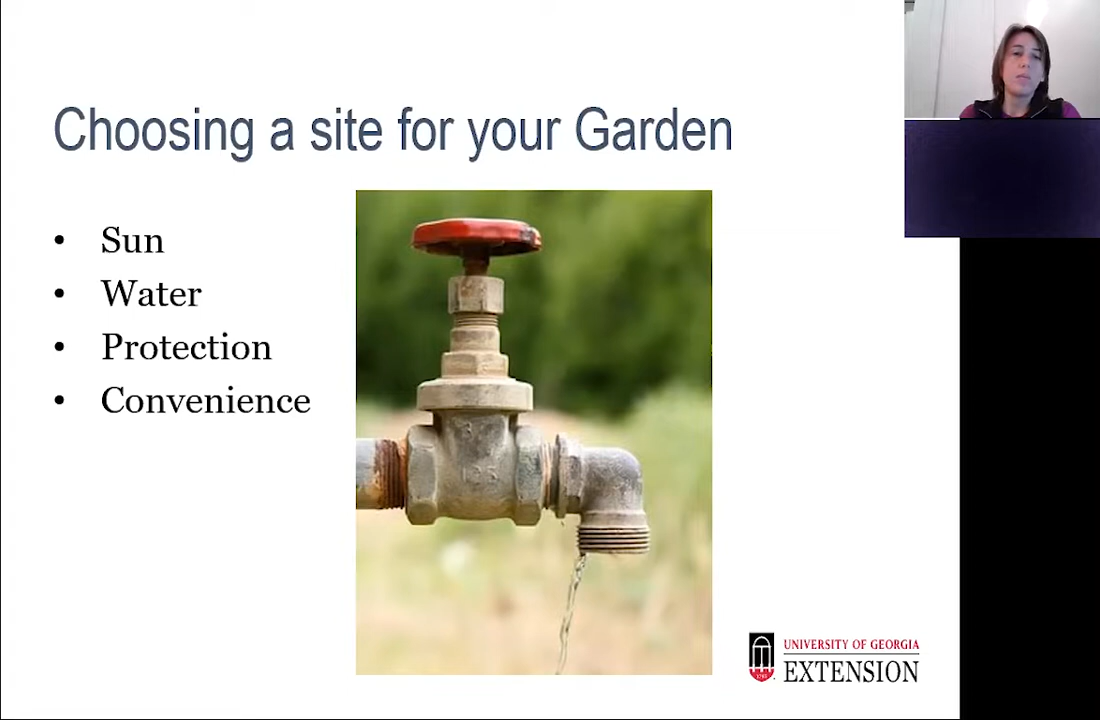 Choosing a site for your Garden
• Sun
• Water
• Protection
• Convenience
UNIVERSITY OF GEORGIA
EXTENSION